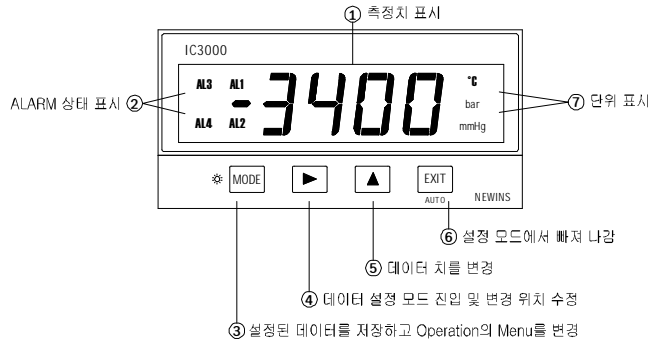 ① 측정치 표시
IC3000
AL3 AL1
-3400
°C
ALARM 상태 표시 ②
bar
⑦ 단위 표시
AL4 AL2
mmHg
MODE
▶
▲
EXIT
AUTO
NEWINS
⑥ 설정 모드에서 빠져 나감
⑤ 데이터 치를 변경
④ 데이터 설정 모드 진입 및 변경 위치 수정
③ 설정된 데이터를 저장하고 Operation의 Menu를 변경